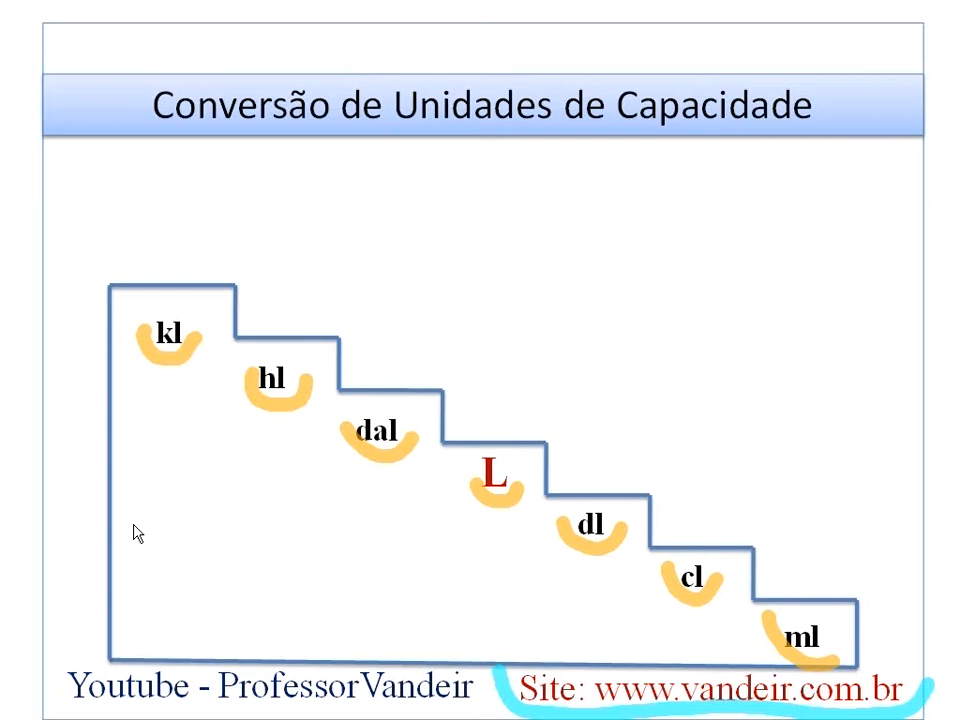 Conversão de Unidades de Capacidade
kl
hl
dal
L
dl
cl
ml
Youtube - ProfessorVandeir
Site: www.vandeir.com.br